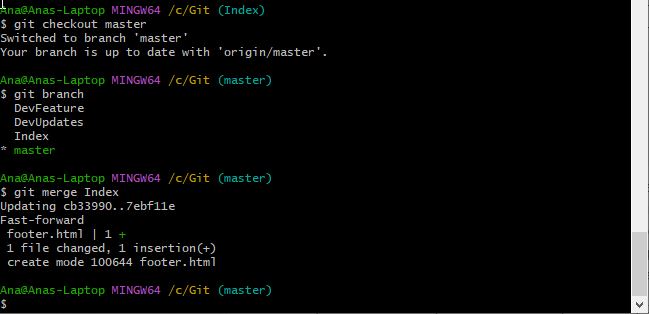 Ana@Anas-Laptop MINGW64 /c/Git (Index)
$ git checkout master
Switched to branch 'master'
Your branch is up to date with 'origin/master'.
Ana@Anas-Laptop MINGW64 /c/Git (master)
$ git branch
DevFeature
DevUpdates
Index
* master
Ana@Anas-Laptop MINGW64 /c/Git (master)
$ git merge Index
Updating cb33990..7ebf11e
Fast-forward
footer.html | 1 +
1 file changed, 1 insertion(+)
create mode 100644 footer.html
Ana@Anas-Laptop MINGW64 /c/Git (master)
$